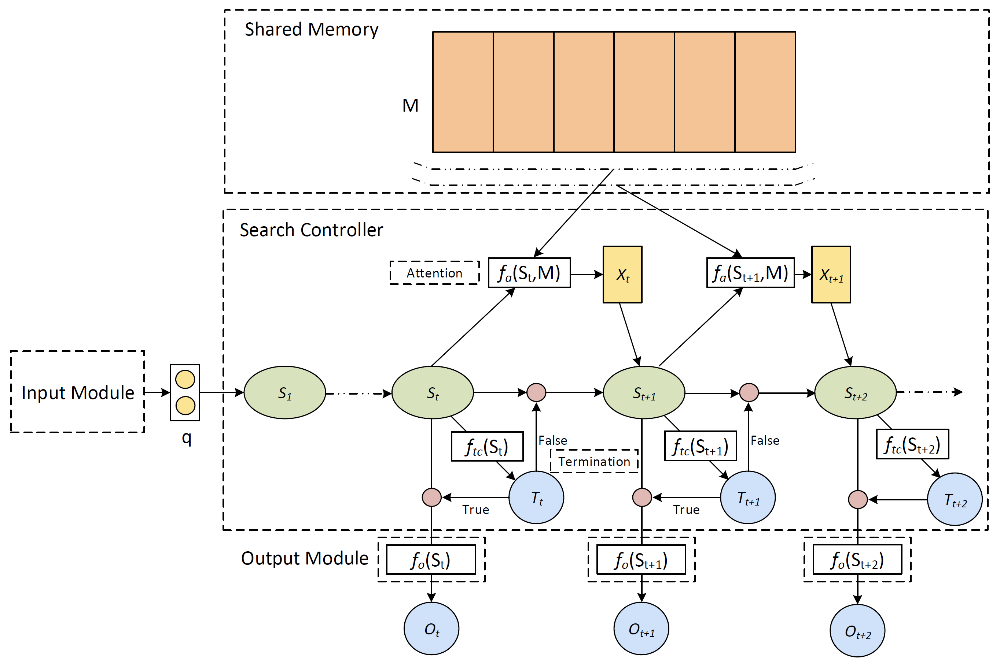 Shared Memory
M
Search Controller
Attention
fa(St,M)
Xt
fa(St+1,M)
Xt+1
Input Module
q
S1
St
St+1
St+2
ftc(St)
False
Termination
ftc(St+1)
False
ftc(St+2)
Tt
True
Tt+1
True
Tt+2
Output Module
fo(St)
fo(St+1)
fo(St+2)
Ot
Ot+1
Ot+2